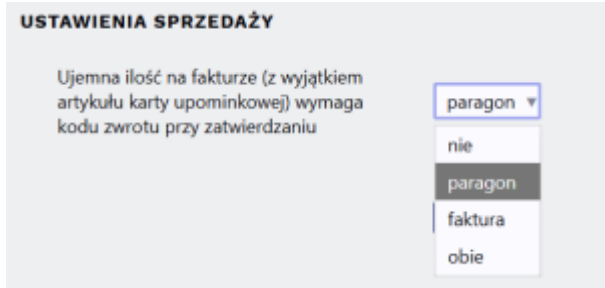 USTAWIENIA SPRZEDAŻY
Ujemna ilość na fakturze (z wyjątkiem
artykułu karty upominkowej) wymaga
kodu zwrotu przy zatwierdzaniu
paragon
nie
paragon
faktura
obie